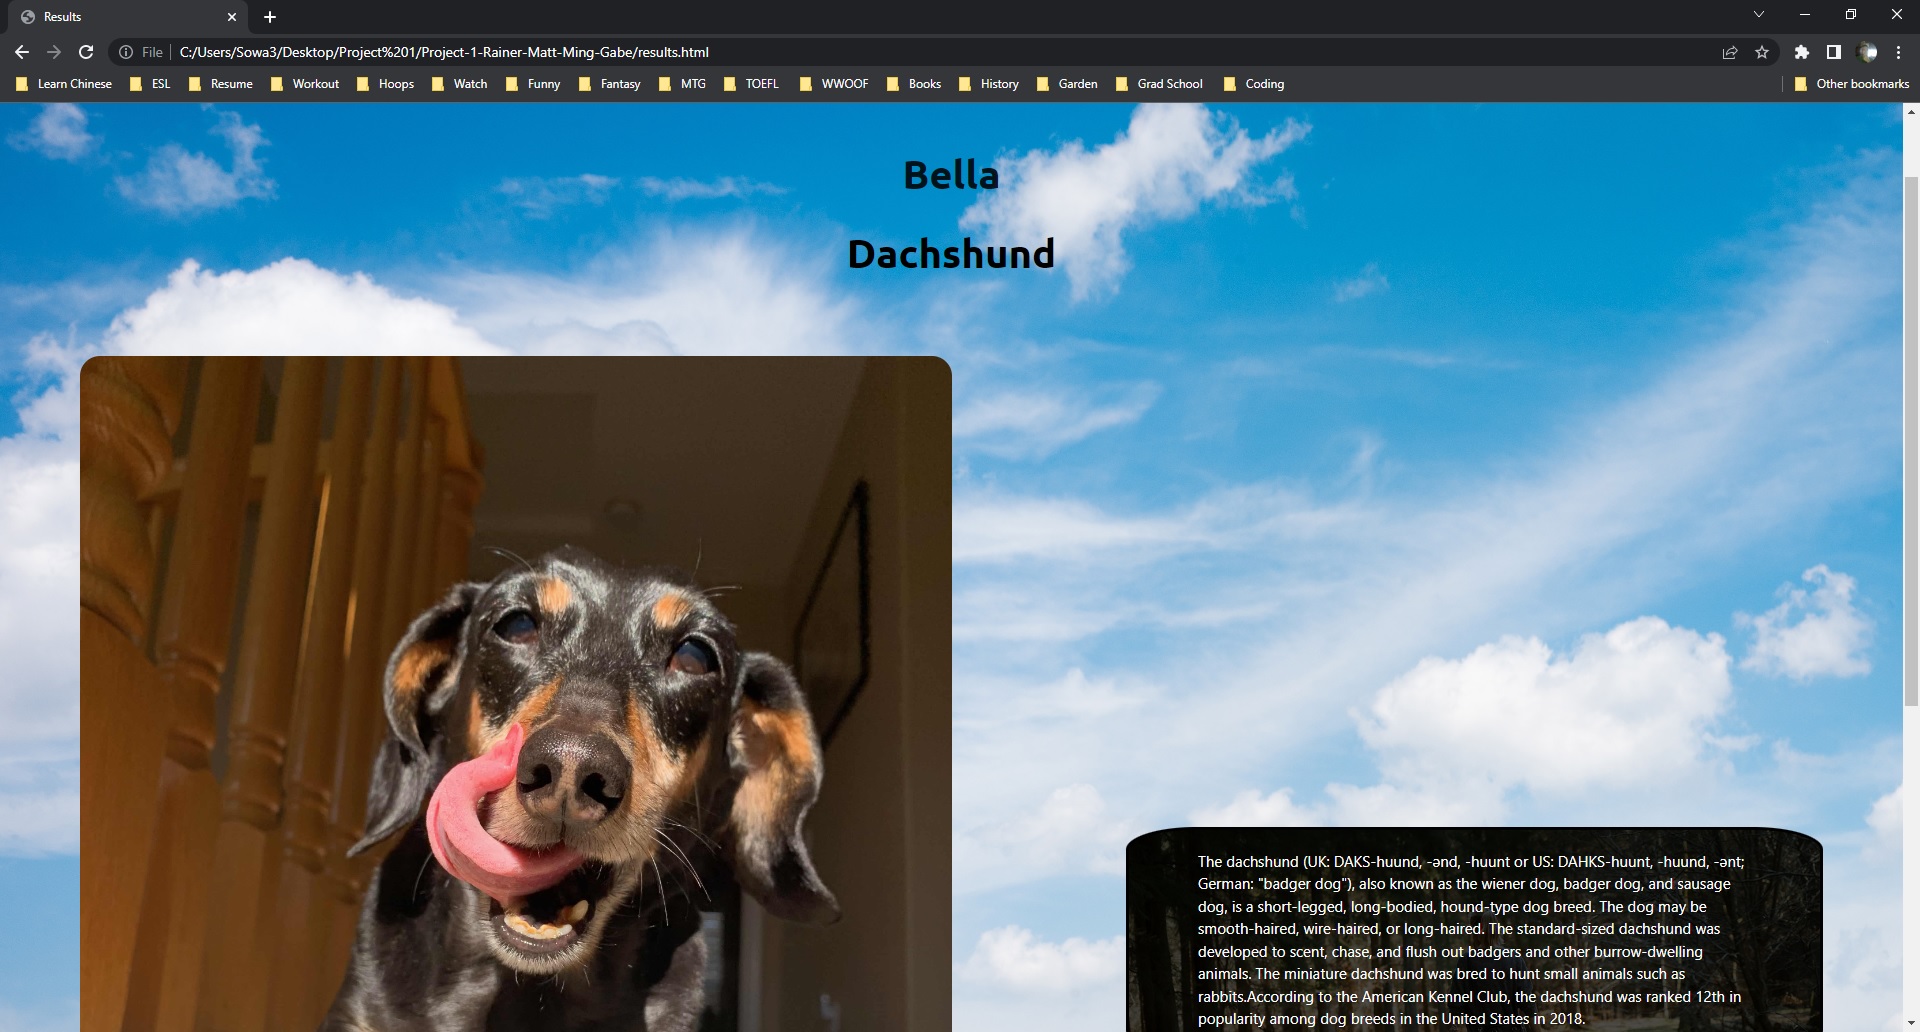 Results
File
C:/Users/Sowa3/Desktop/Project%201/Project-1-Rainer-Matt-Ming-Gabe/results.html
Learn Chinese ESL Resume Workout Hoops Watch Funny Fantasy MTG TOEFL WWOOF Books History Garden Grad School Coding Other bookmarks
Bella
Dachshund
The dachshund (UK: DAKS-huund, -ənd, -huunt or US: DAHKS-huunt, -huund, -ənt;
German: "badger dog"), also known as the wiener dog, badger dog, and sausage
dog, is a short-legged, long-bodied, hound-type dog breed. The dog may be
smooth-haired, wire-haired, or long-haired. The standard-sized dachshund was
developed to scent, chase, and flush out badgers and other burrow-dwelling
animals. The miniature dachshund was bred to hunt small animals such as
rabbits.According to the American Kennel Club, the dachshund was ranked 12th in
popularity among dog breeds in the United States in 2018.